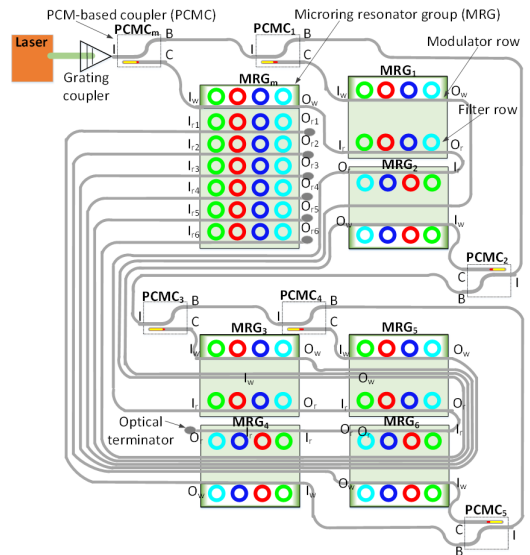 PCM-based coupler (PCMC)
Microring resonator group (MRG)
Laser
PCMCm
B
PCMC1
B
Modulator row
I
C
I
C
Grating
coupler
MRGm
MRG1
Iw
Ow
Iw
Ow
Filter row
Ir1
Or1
Ir2
Or2
Ir
Or
Ir3
Or3
Or
MRG2
Ir
Ir4
Or4
Ir5
Or5
Ow
Iw
Ir6
Or6
PCMC2
C
I
B
PCMC3
B
PCMC4
B
I
C
I
C
MRG3
MRG5
Iw
Ow
Iw
Ow
Iw
Ow
Ir
Or
Ir
Or
Optical
terminator
MRG4
MRG6
Or
Ir
Ir
Or
Or
Ir
Ow
Iw
Ow
Iw
PCMC5
C
I
B